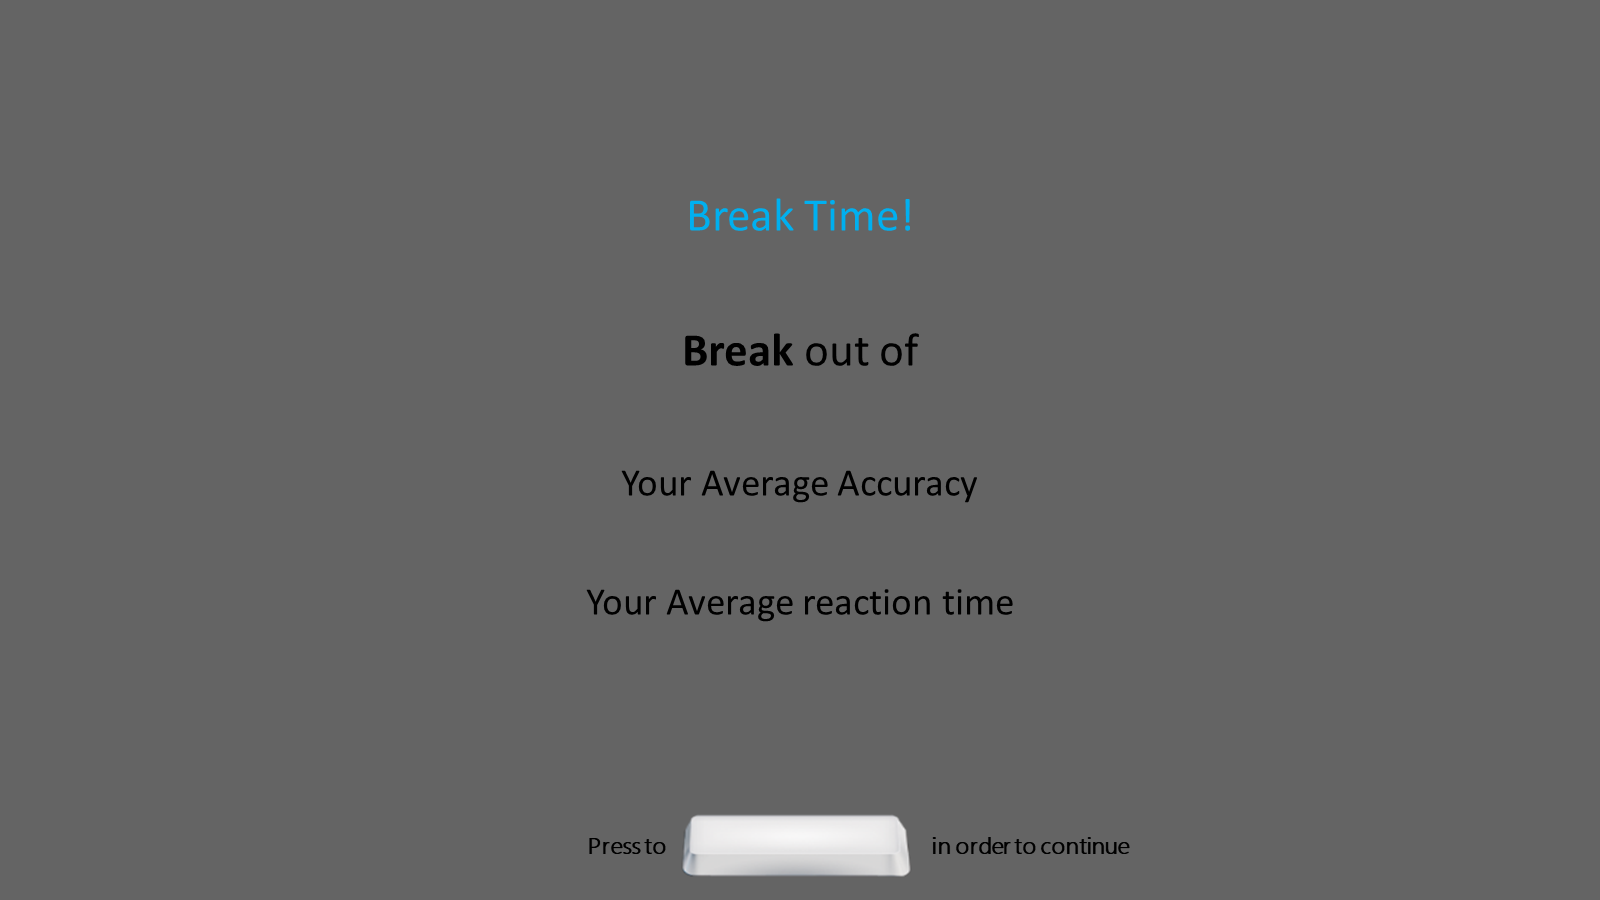 Break Time!
Break out of
Your Average Accuracy
Your Average reaction time
Press to in order to continue